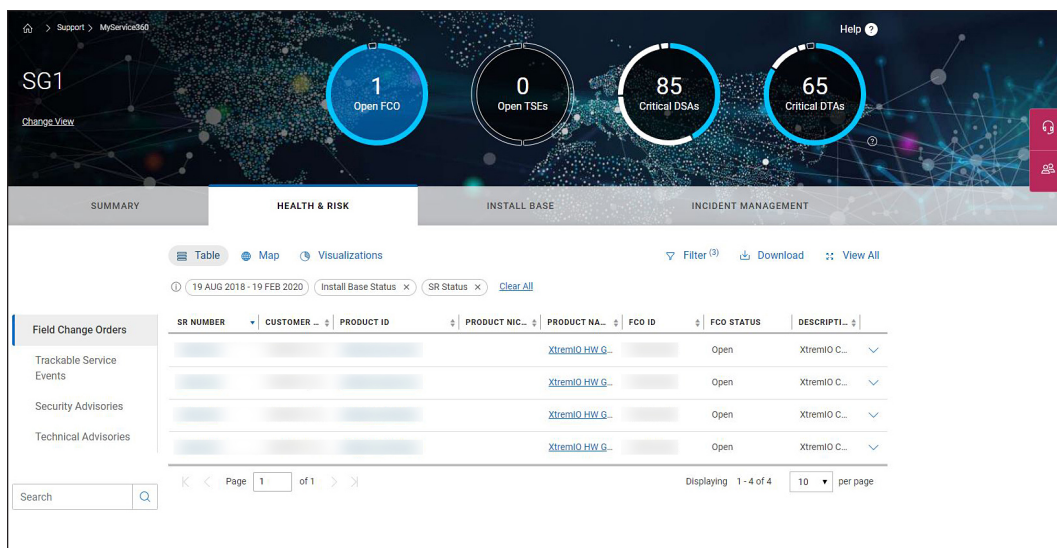 > Support > MyService360
Help ?
SG1
Change View
1
Open FCO
0
Open TSEs
85
Critical DSAs
65
Critical DTAs
?
SUMMARY HEALTH & RISK INSTALL BASE INCIDENT MANAGEMENT
Table Map Visualizations Filter (3) Download View All
19 AUG 2018 - 19 FEB 2020 Install Base Status × SR Status × Clear All
Field Change Orders
Trackable Service
Events
Security Advisories
Technical Advisories
Search
SR NUMBER CUSTOMER ... PRODUCT ID PRODUCT NIC... PRODUCT NA... FCO ID FCO STATUS DESCRIPTI...
XtremIO HW G... Open XtremIO C...
XtremIO HW G... Open XtremIO C...
XtremIO HW G... Open XtremIO C...
XtremIO HW G... Open XtremIO C...
Page 1 of 1 Displaying 1 - 4 of 4 10 per page